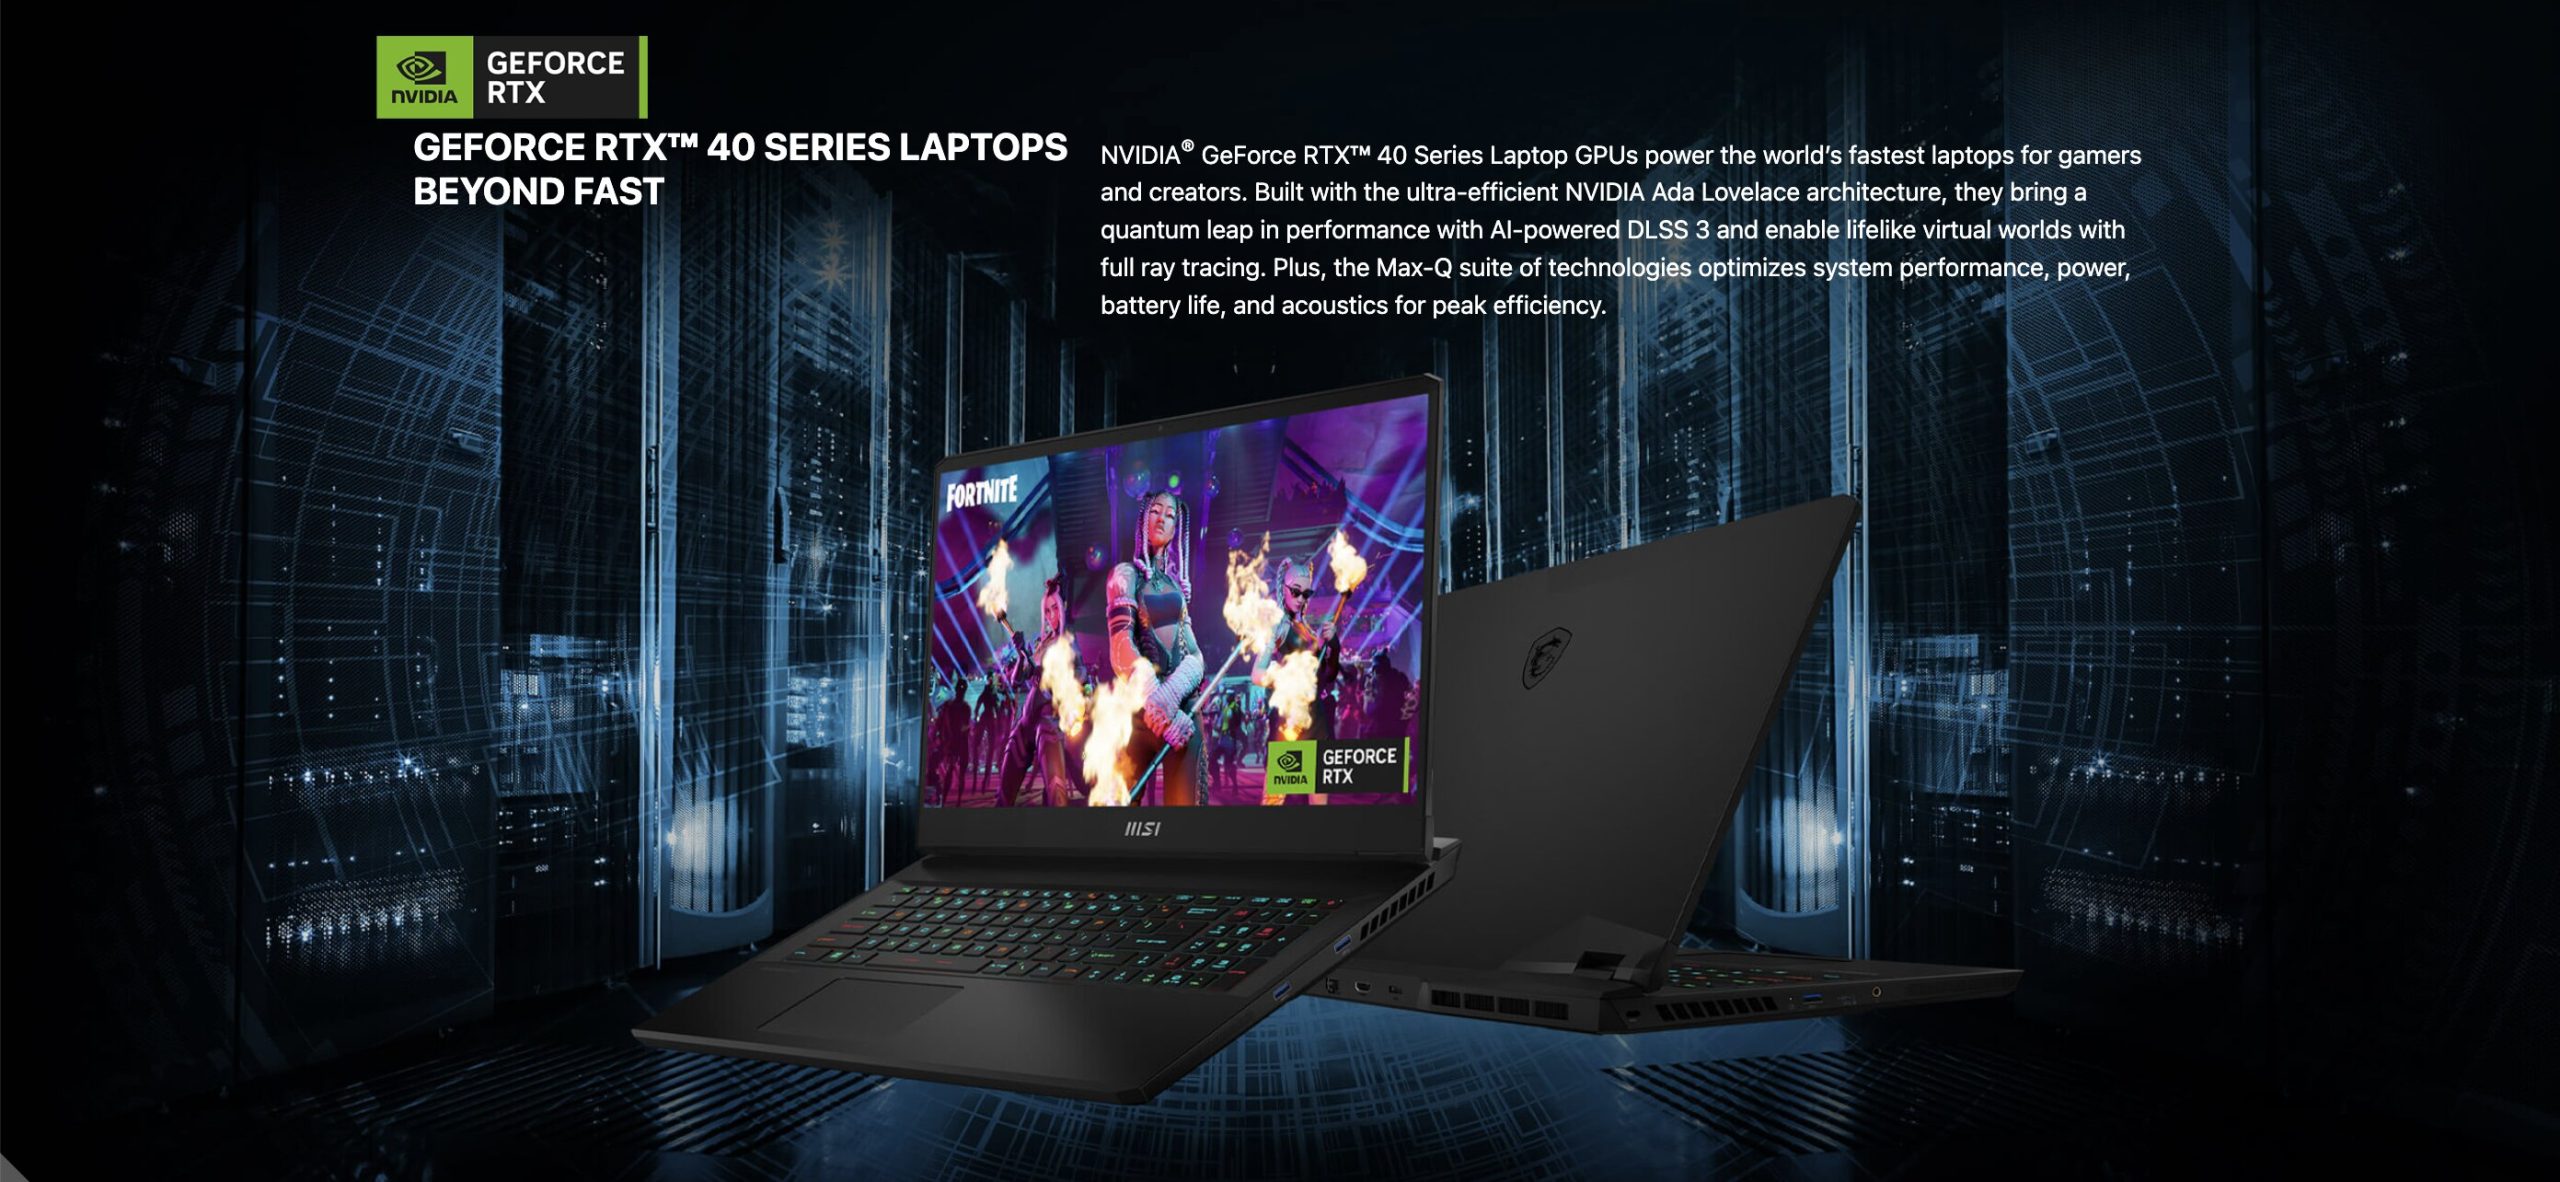 NVIDIA
GEFORCE
RTX
GEFORCE RTX™ 40 SERIES LAPTOPS
BEYOND FAST
NVIDIA® GeForce RTX™ 40 Series Laptop GPUs power the world’s fastest laptops for gamers
and creators. Built with the ultra-efficient NVIDIA Ada Lovelace architecture, they bring a
quantum leap in performance with AI-powered DLSS 3 and enable lifelike virtual worlds with
full ray tracing. Plus, the Max-Q suite of technologies optimizes system performance, power,
battery life, and acoustics for peak efficiency.
FORTNITE
NVIDIA
GEFORCE
RTX
msi